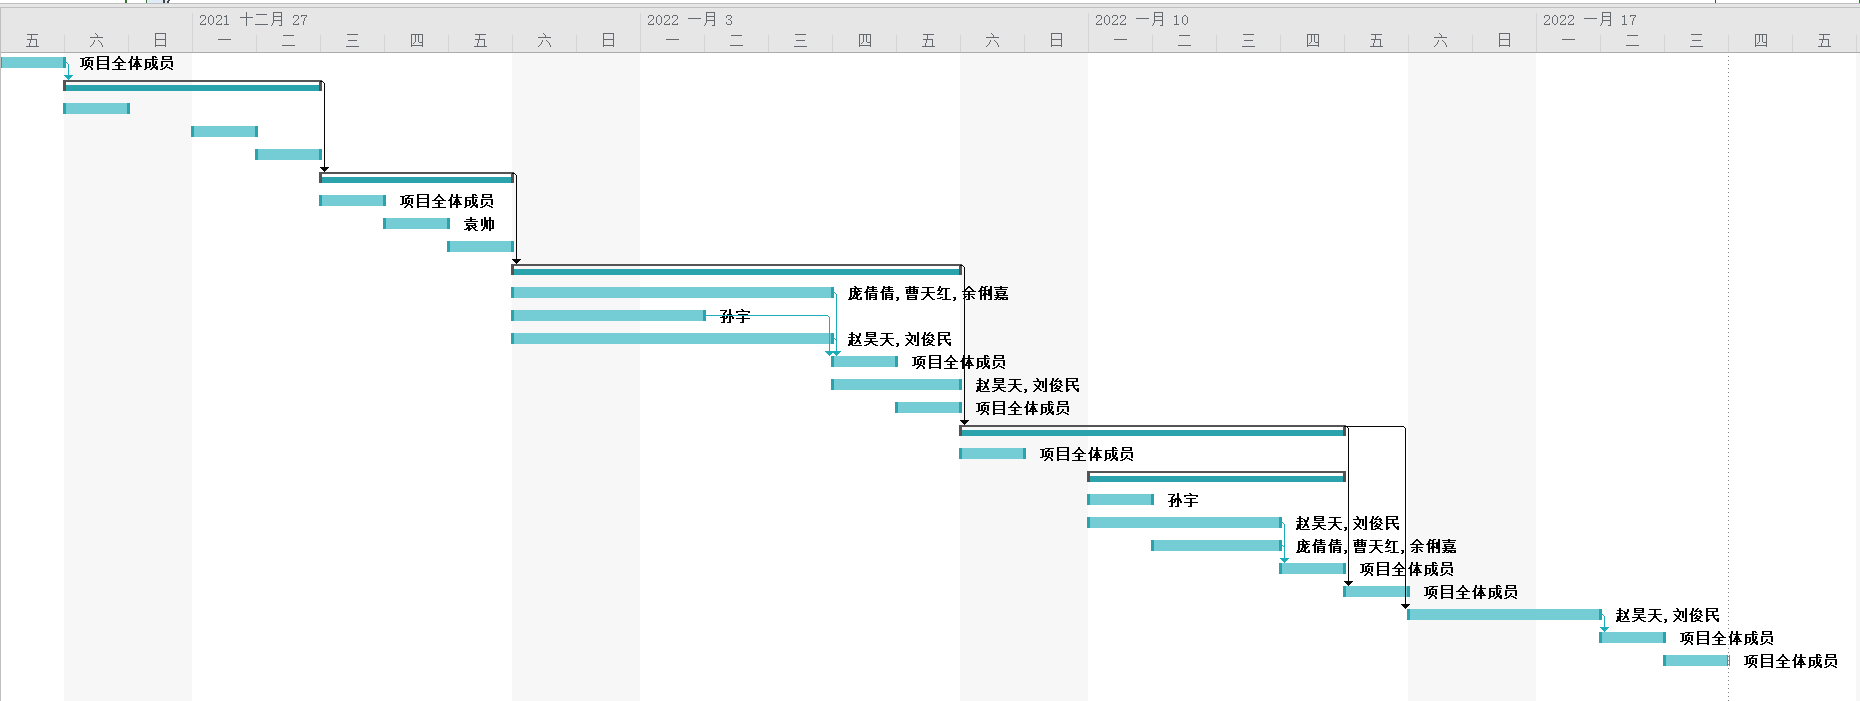 2021 十二月 27 2022 一月 3 2022 一月 10 2022 一月 17
五 六 日 一 二 三 四 五 六 日 一 二 三 四 五 六 日 一 二 三 四 五 六 日 一 二 三 四 五
项目全体成员
项目全体成员
袁帅
庞倩倩, 曹天红, 余俐嘉
孙宇
赵昊天, 刘俊民
项目全体成员
赵昊天, 刘俊民
项目全体成员
项目全体成员
孙宇
赵昊天, 刘俊民
庞倩倩, 曹天红, 余俐嘉
项目全体成员
项目全体成员
赵昊天, 刘俊民
项目全体成员
项目全体成员